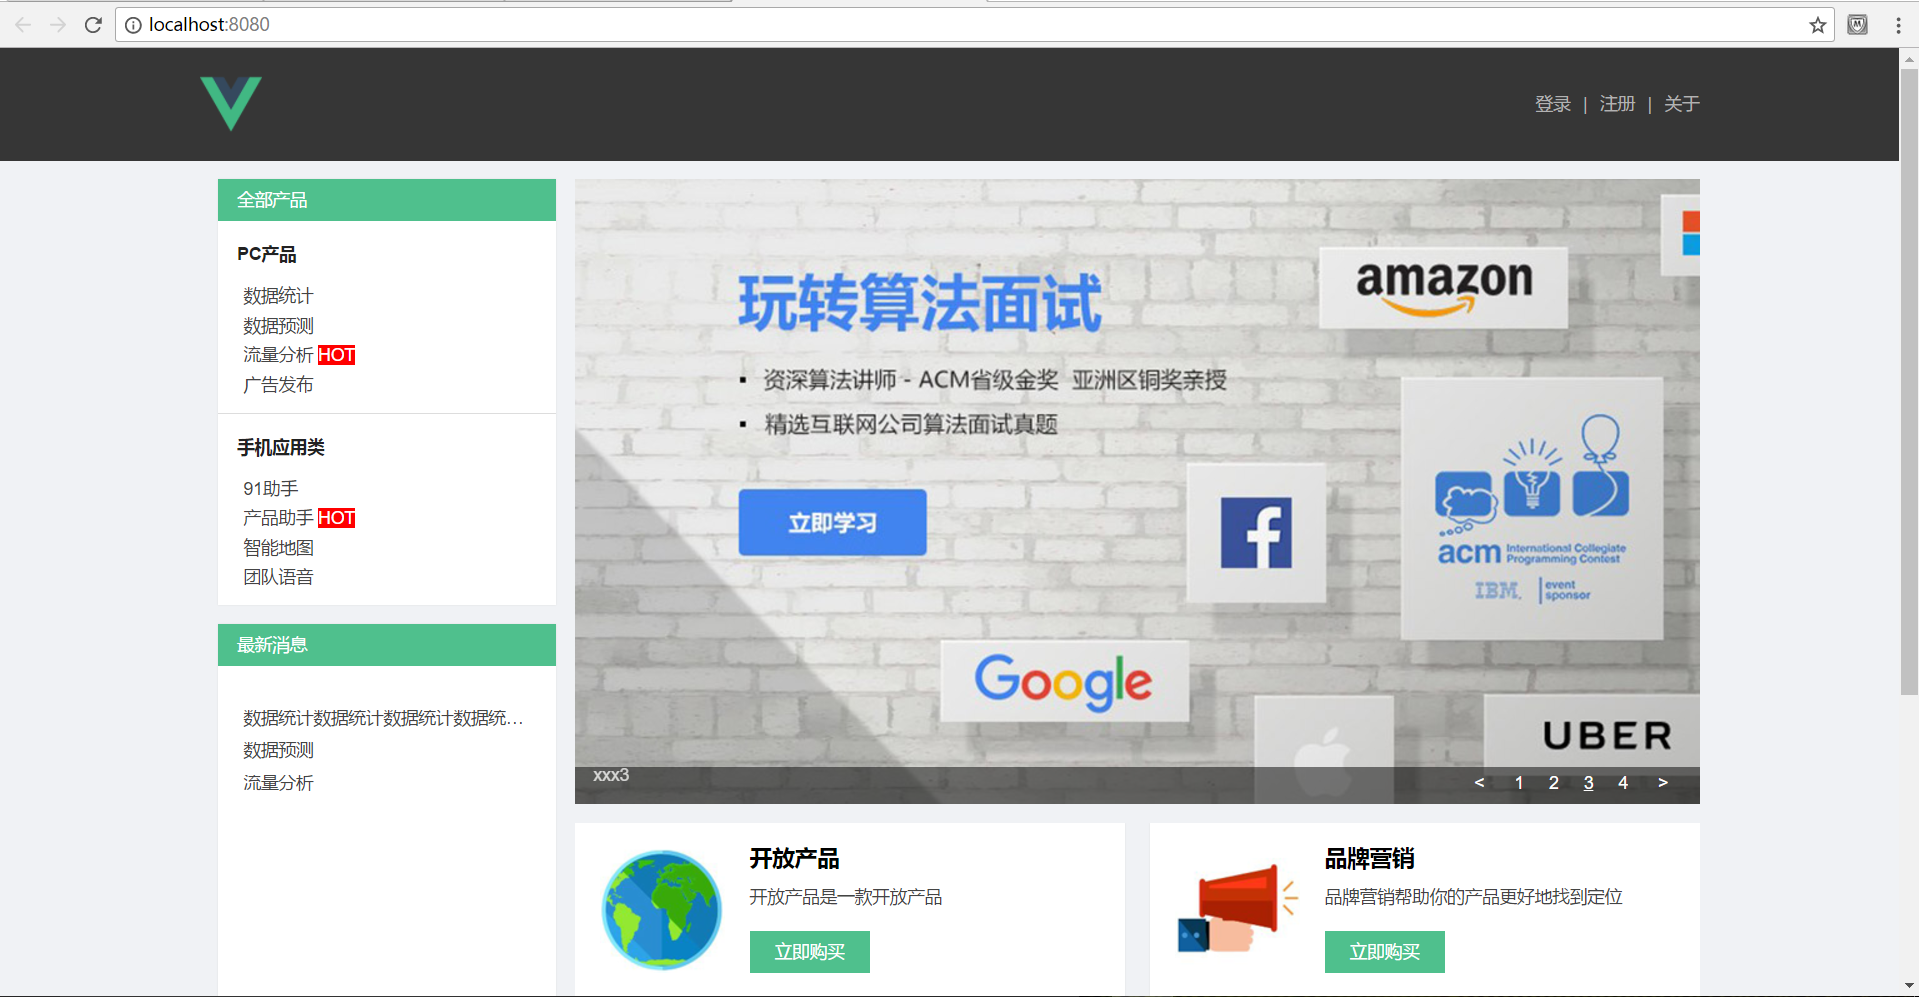 localhost:8080
登录 | 注册 | 关于
全部产品
PC产品
数据统计
数据预测
流量分析 HOT
广告发布
手机应用类
91助手
产品助手 HOT
智能地图
团队语音
最新消息
数据统计数据统计数据统计数据统...
数据预测
流量分析
玩转算法面试
▪ 资深算法讲师 - ACM省级金奖 亚洲区铜奖亲授
▪ 精选互联网公司算法面试真题
立即学习
amazon
f
acm International Collegiate
Programming Contest
IBM. event
sponsor
Google
UBER
xxx3
< 1 2 3 4 >
开放产品
开放产品是一款开放产品
立即购买
品牌营销
品牌营销帮助你的产品更好地找到定位
立即购买